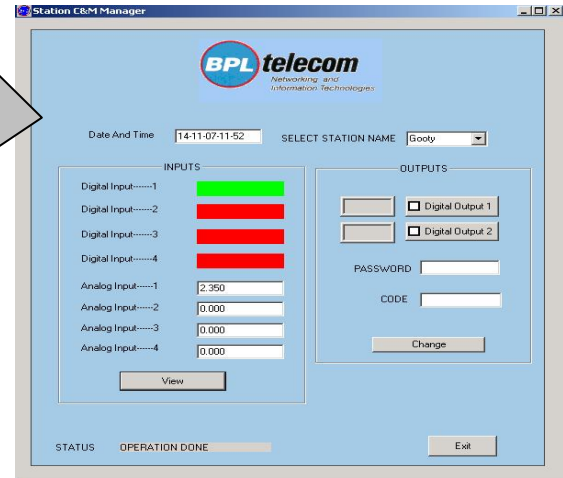 Station C&M Manager
BPL telecom
Networking and
Information Technologies
Date And Time 14-11-07-11-52 SELECT STATION NAME Gooty
INPUTS
Digital Input-------1
Digital Input------2
Digital Input------3
Digital Input------4
Analog Input------1 2.350
Analog Input------2 0.000
Analog Input------3 0.000
Analog Input------4 0.000
View
OUTPUTS
Digital Output 1
Digital Output 2
PASSWORD
CODE
Change
STATUS OPERATION DONE
Exit